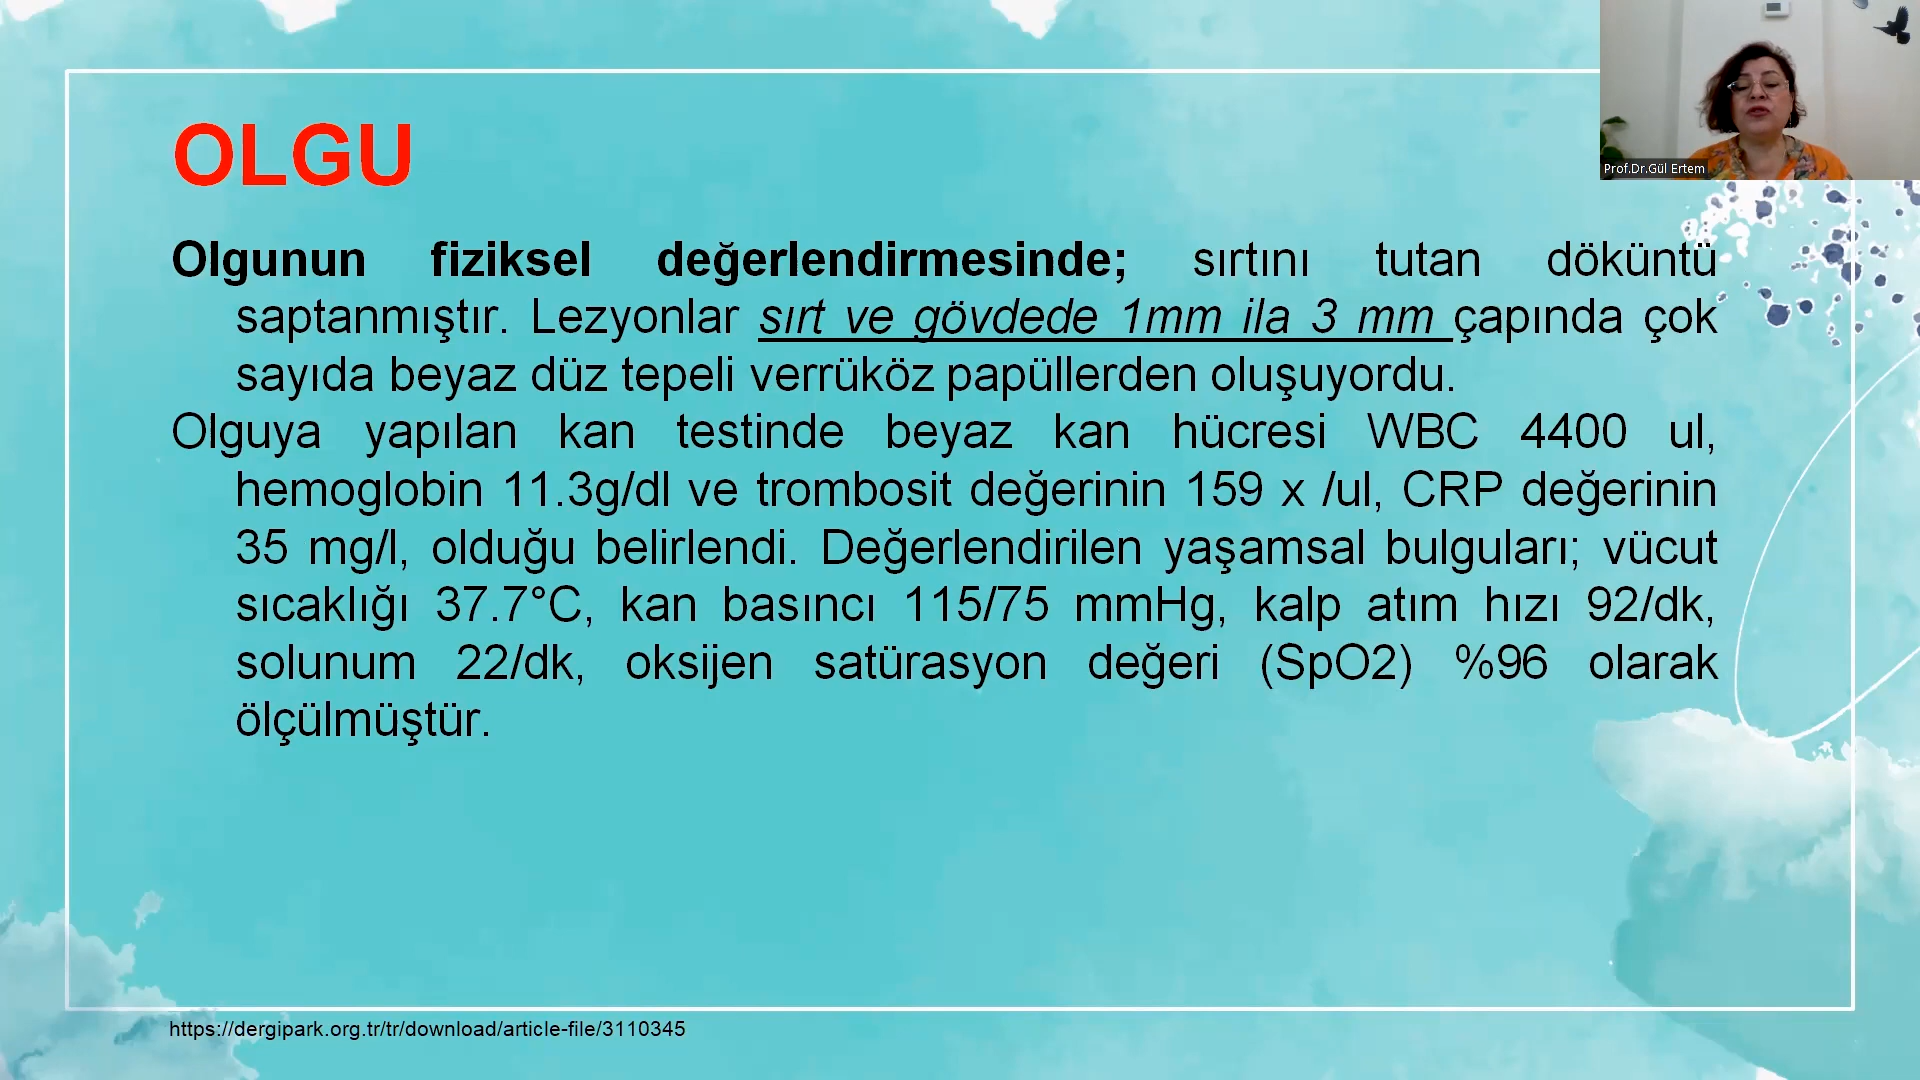 Prof.Dr.Gül Ertem
OLGU
Olgunun fiziksel değerlendirmesinde; sırtını tutan döküntü
saptanmıştır. Lezyonlar sırt ve gövdede 1mm ila 3 mm çapında çok
sayıda beyaz düz tepeli verrüköz papüllerden oluşuyordu.
Olguya yapılan kan testinde beyaz kan hücresi WBC 4400 ul,
hemoglobin 11.3g/dl ve trombosit değerinin 159 x /ul, CRP değerinin
35 mg/l, olduğu belirlendi. Değerlendirilen yaşamsal bulguları; vücut
sıcaklığı 37.7°C, kan basıncı 115/75 mmHg, kalp atım hızı 92/dk,
solunum 22/dk, oksijen satürasyon değeri (SpO2) %96 olarak
ölçülmüştür.
https://dergipark.org.tr/tr/download/article-file/3110345